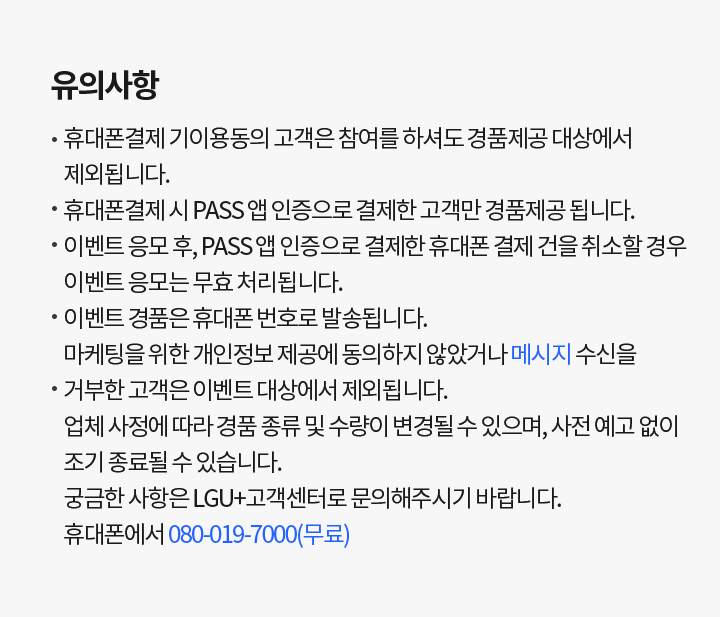 유의사항
• 휴대폰결제 기이용동의 고객은 참여를 하셔도 경품제공 대상에서
제외됩니다.
• 휴대폰결제 시 PASS 앱 인증으로 결제한 고객만 경품제공 됩니다.
• 이벤트 응모 후, PASS 앱 인증으로 결제한 휴대폰 결제 건을 취소할 경우
이벤트 응모는 무효 처리됩니다.
• 이벤트 경품은 휴대폰 번호로 발송됩니다.
마케팅을 위한 개인정보 제공에 동의하지 않았거나 메시지 수신을
• 거부한 고객은 이벤트 대상에서 제외됩니다.
업체 사정에 따라 경품 종류 및 수량이 변경될 수 있으며, 사전 예고 없이
조기 종료될 수 있습니다.
궁금한 사항은 LGU+고객센터로 문의해주시기 바랍니다.
휴대폰에서 080-019-7000(무료)